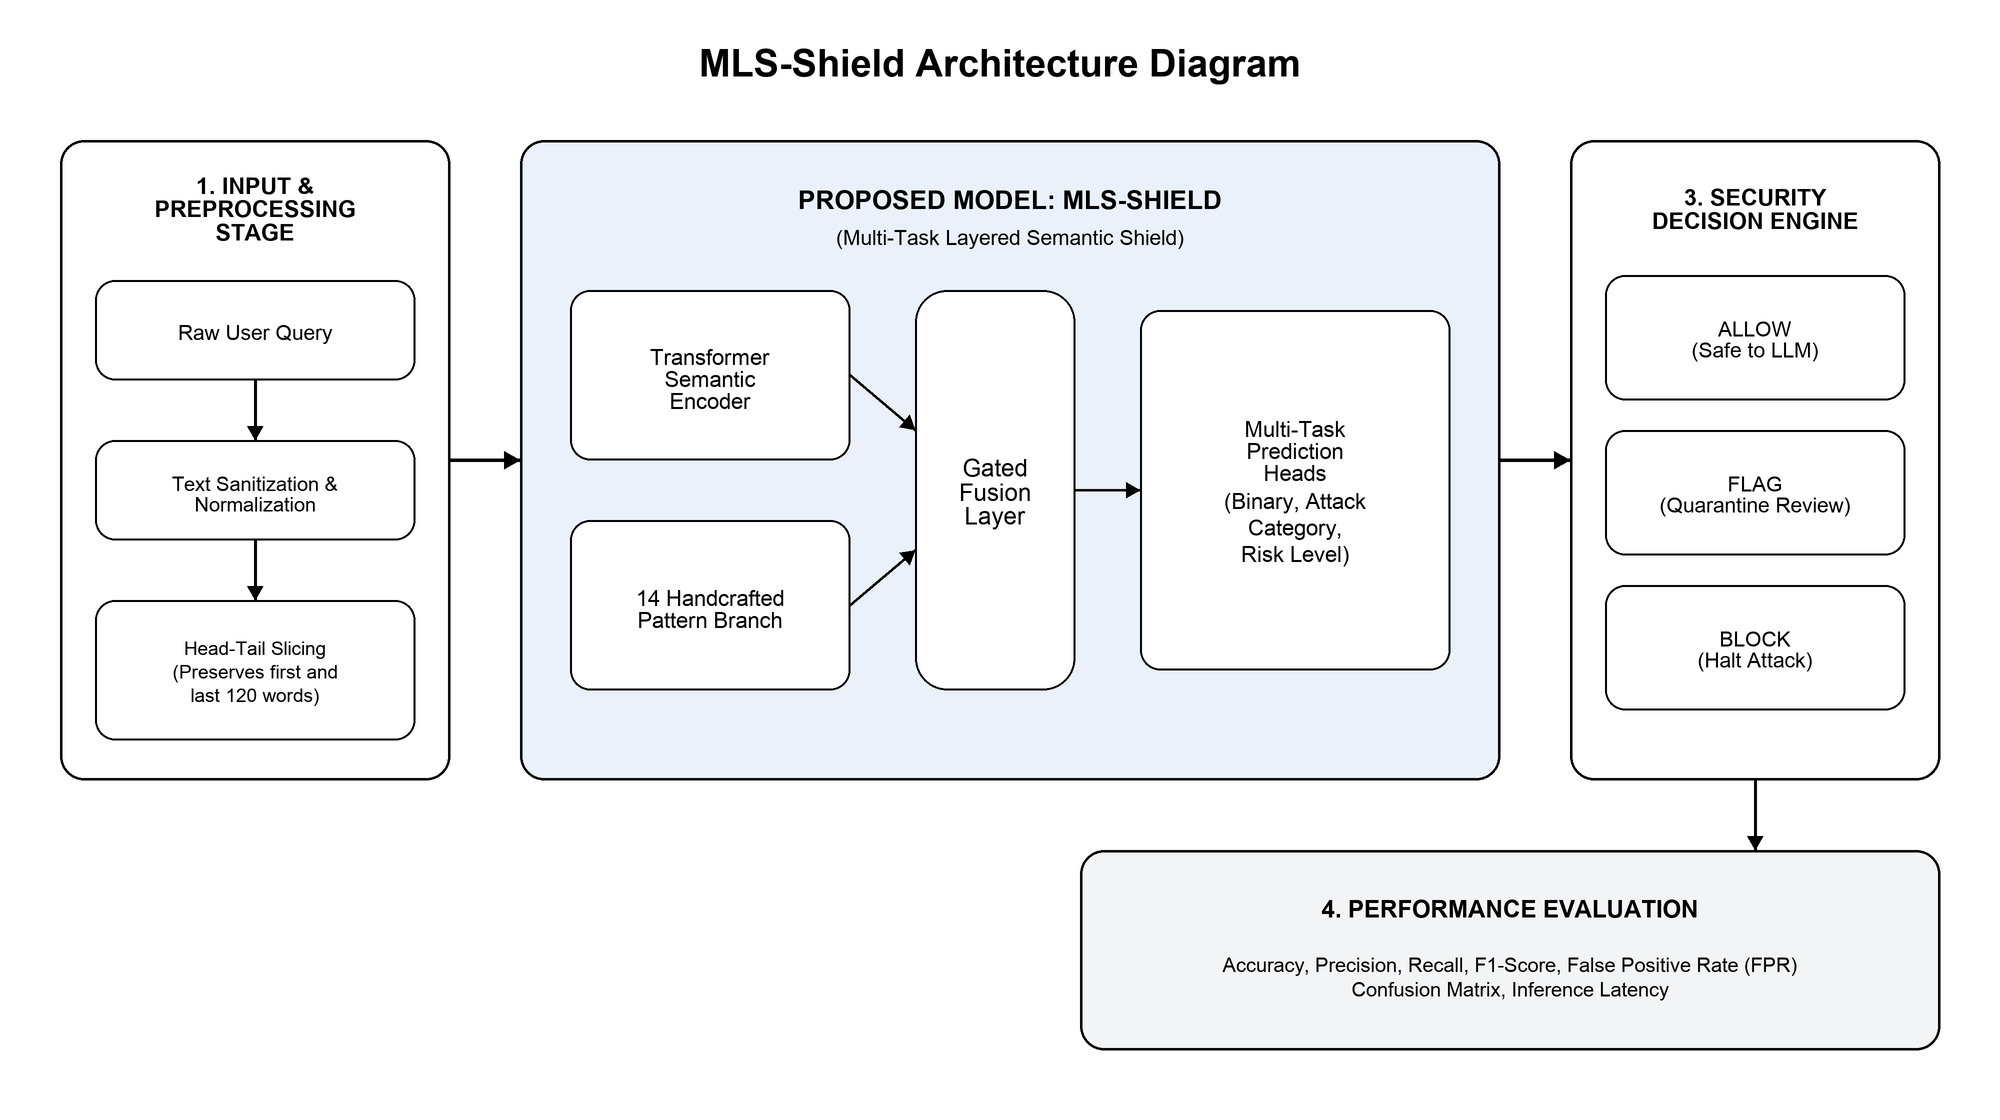 MLS-Shield Architecture Diagram
1. INPUT &
PREPROCESSING
STAGE
Raw User Query
Text Sanitization &
Normalization
Head-Tail Slicing
(Preserves first and
last 120 words)
PROPOSED MODEL: MLS-SHIELD
(Multi-Task Layered Semantic Shield)
Transformer
Semantic
Encoder
14 Handcrafted
Pattern Branch
Gated
Fusion
Layer
Multi-Task
Prediction
Heads
(Binary, Attack
Category,
Risk Level)
3. SECURITY
DECISION ENGINE
ALLOW
(Safe to LLM)
FLAG
(Quarantine Review)
BLOCK
(Halt Attack)
4. PERFORMANCE EVALUATION
Accuracy, Precision, Recall, F1-Score, False Positive Rate (FPR)
Confusion Matrix, Inference Latency